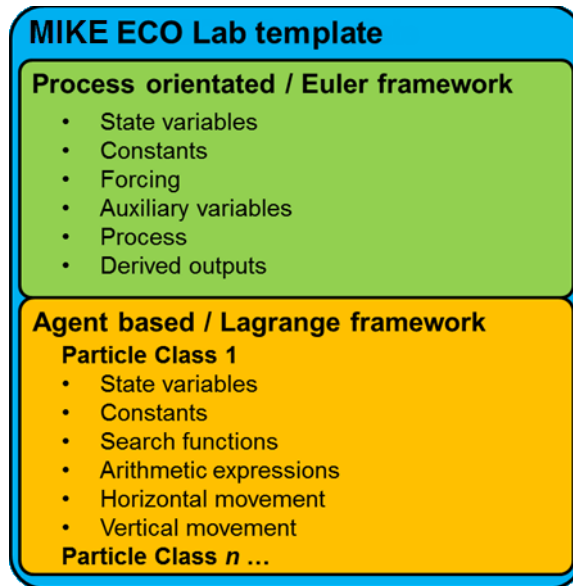 MIKE ECO Lab template
Process orientated / Euler framework
• State variables
• Constants
• Forcing
• Auxiliary variables
• Process
• Derived outputs
Agent based / Lagrange framework
Particle Class 1
• State variables
• Constants
• Search functions
• Arithmetic expressions
• Horizontal movement
• Vertical movement
Particle Class n ...